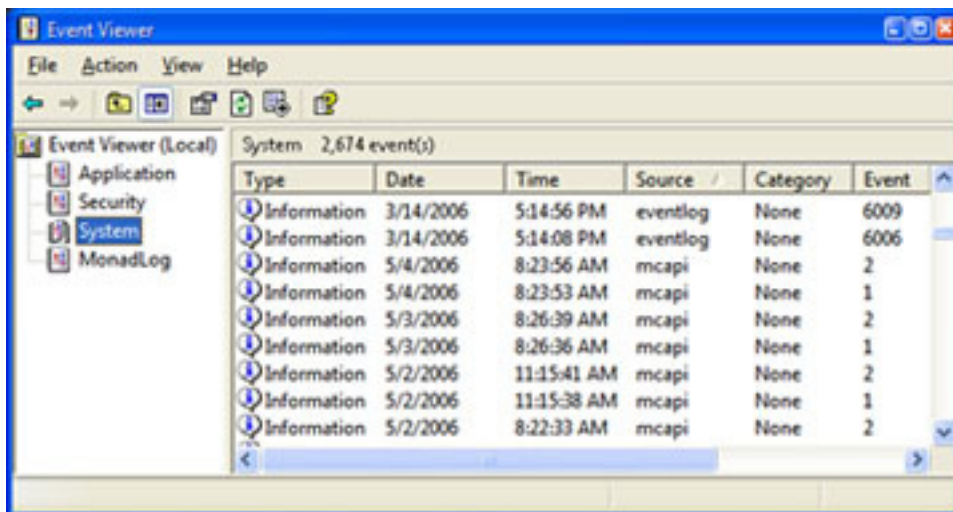 Event Viewer
File Action View Help
Event Viewer (Local)
Application
Security
System
MonadLog
System 2,674 event(s)
Type Date Time Source Category Event
Information 3/14/2006 5:14:56 PM eventlog None 6009
Information 3/14/2006 5:14:08 PM eventlog None 6006
Information 5/4/2006 8:23:56 AM mcapi None 2
Information 5/4/2006 8:23:53 AM mcapi None 1
Information 5/3/2006 8:26:39 AM mcapi None 2
Information 5/3/2006 8:26:36 AM mcapi None 1
Information 5/2/2006 11:15:41 AM mcapi None 2
Information 5/2/2006 11:15:38 AM mcapi None 1
Information 5/2/2006 8:22:33 AM mcapi None 2